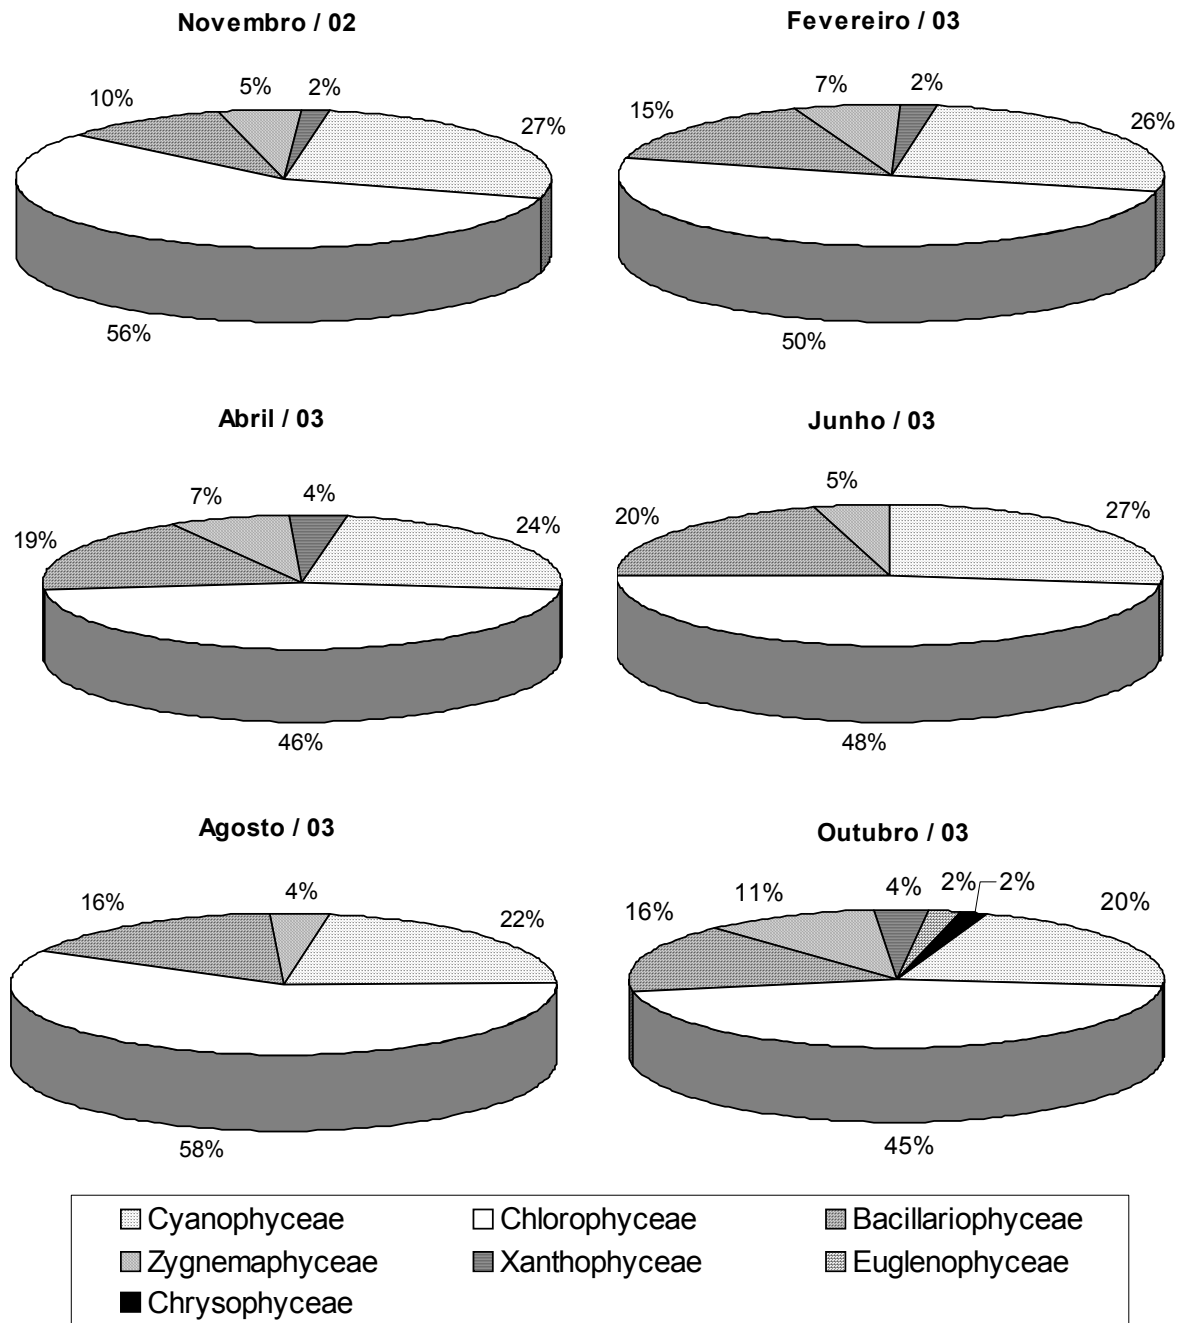 Novembro / 02
10% 5% 2% 27%
56%
Fevereiro / 03
15% 7% 2% 26%
50%
Abril / 03
19% 7% 4% 24%
46%
Junho / 03
20% 5% 27%
48%
Agosto / 03
16% 4% 22%
58%
Outubro / 03
16% 11% 4% 2% 2% 20%
45%
Cyanophyceae Chlorophyceae Bacillariophyceae
Zygnemaphyceae Xanthophyceae Euglenophyceae
Chrysophyceae